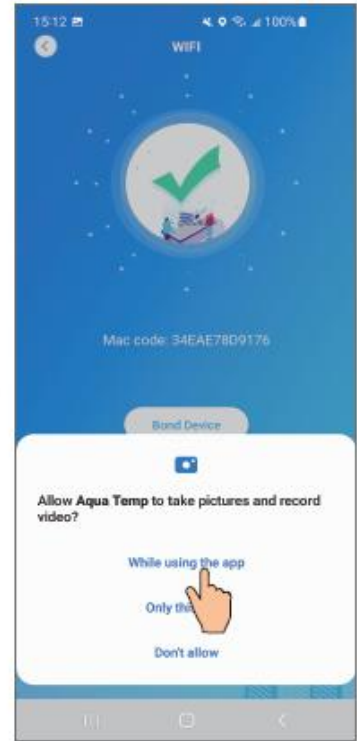 15:12
100%
WIFI
Mac code: 34EAE78D9176
Bond Device
Allow Aqua Temp to take pictures and record
video?
While using the app
Only thi
Don't allow